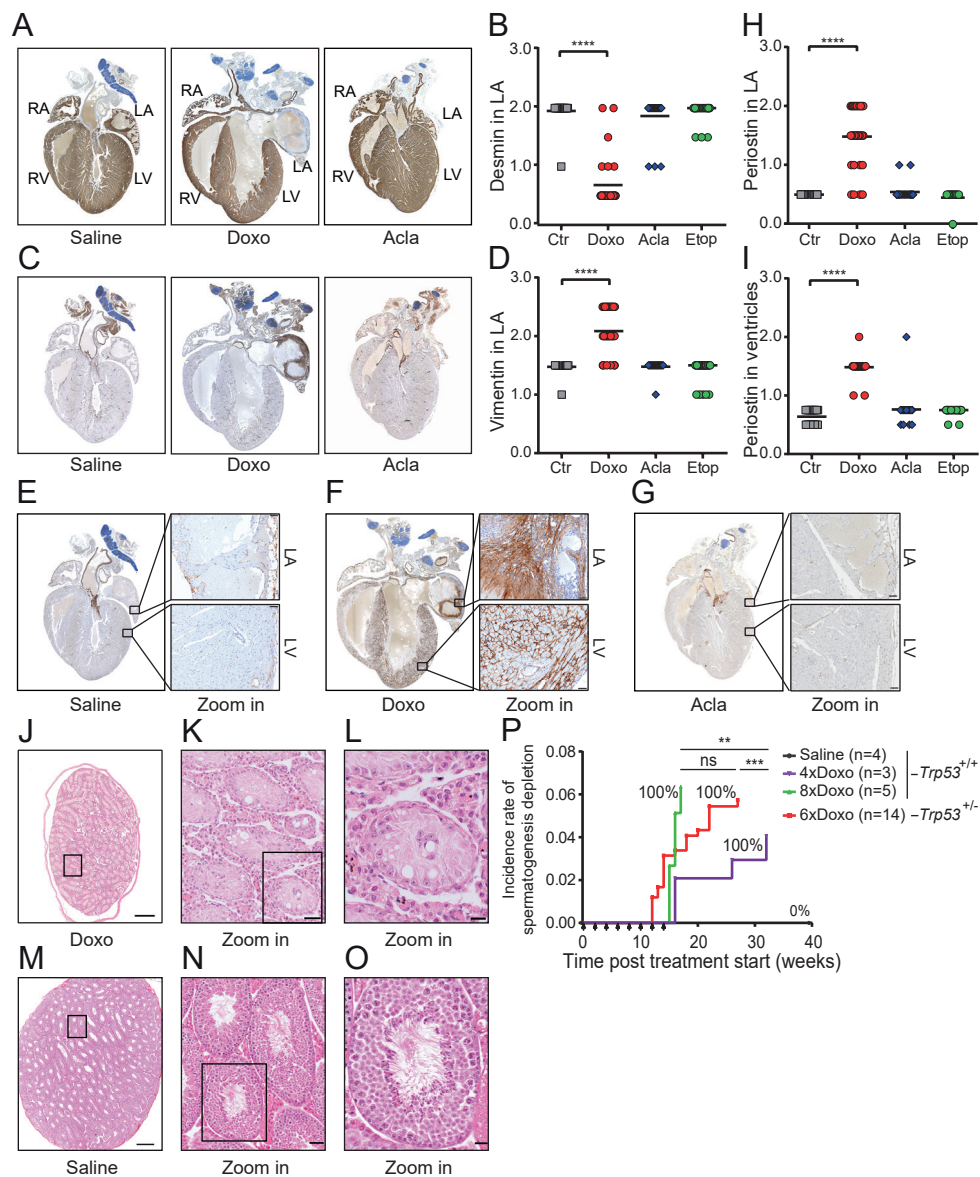 A
RA
LA
RV
LV
Saline
RA
LA
RV
LV
Doxo
RA
LA
RV
LV
Acla
B
Desmin in LA
3.0
2.0
1.0
0.0
****
Ctr Doxo Acla Etop
H
Periostin in LA
3.0
2.0
1.0
0.0
****
Ctr Doxo Acla Etop
C
Saline
Doxo
Acla
D
Vimentin in LA
3.0
2.0
1.0
0.0
****
Ctr Doxo Acla Etop
I
Periostin in ventricles
3.0
2.0
1.0
0.0
****
Ctr Doxo Acla Etop
E
LA
LV
Saline
Zoom in
F
LA
LV
Doxo
Zoom in
G
LA
LV
Acla
Zoom in
J
Doxo
K
Zoom in
L
Zoom in
P
Incidence rate of
spermatogenesis depletion
0.08
0.06
0.04
0.02
0.00
**
ns
***
100%
100%
100%
0%
0 10 20 30 40
Time post treatment start (weeks)
Saline (n=4)
4xDoxo (n=3)
8xDoxo (n=5)
–Trp53+/+
6xDoxo (n=14) –Trp53+/-
M
Saline
N
Zoom in
O
Zoom in